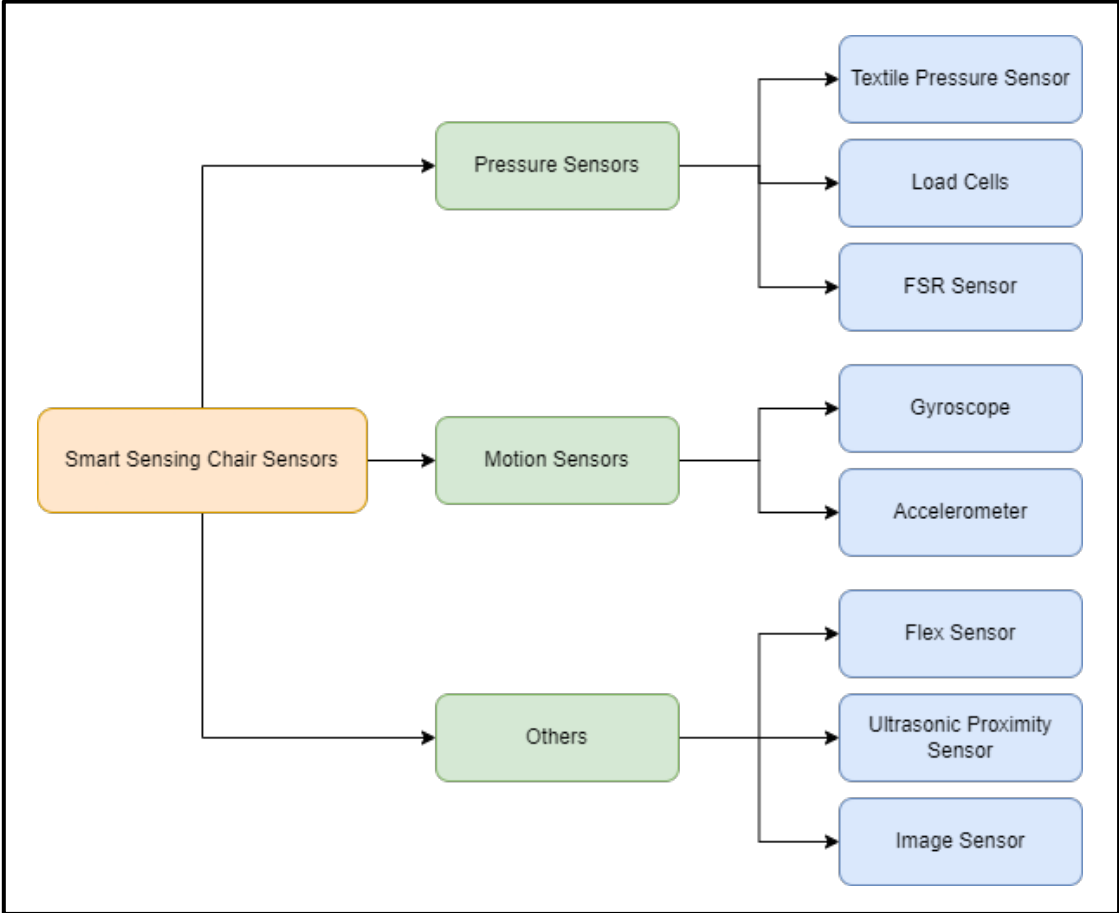 Textile Pressure Sensor
Pressure Sensors
Load Cells
FSR Sensor
Gyroscope
Smart Sensing Chair Sensors
Motion Sensors
Accelerometer
Flex Sensor
Others
Ultrasonic Proximity
Sensor
Image Sensor